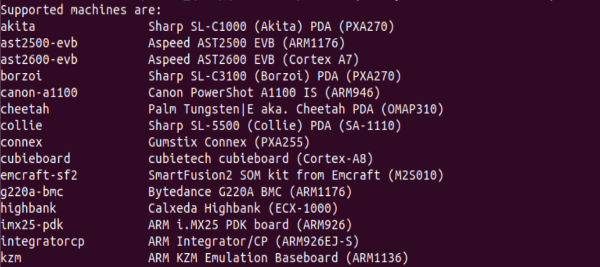 Supported machines are:
akita Sharp SL-C1000 (Akita) PDA (PXA270)
ast2500-evb Aspeed AST2500 EVB (ARM1176)
ast2600-evb Aspeed AST2600 EVB (Cortex A7)
borzoi Sharp SL-C3100 (Borzoi) PDA (PXA270)
canon-a1100 Canon PowerShot A1100 IS (ARM946)
cheetah Palm Tungsten|E aka. Cheetah PDA (OMAP310)
collie Sharp SL-5500 (Collie) PDA (SA-1110)
connex Gumstix Connex (PXA255)
cubieboard cubietech cubieboard (Cortex-A8)
emcraft-sf2 SmartFusion2 SOM kit from Emcraft (M2S010)
g220a-bmc Bytedance G220A BMC (ARM1176)
highbank Calxeda Highbank (ECX-1000)
imx25-pdk ARM i.MX25 PDK board (ARM926)
integratorcp ARM Integrator/CP (ARM926EJ-S)
kzm ARM KZM Emulation Baseboard (ARM1136)